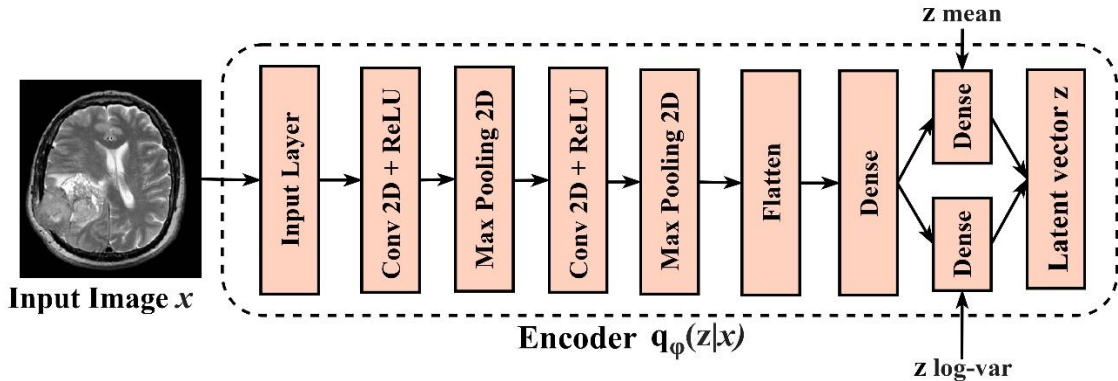 z mean
Input Layer
Conv 2D + ReLU
Max Pooling 2D
Conv 2D + ReLU
Max Pooling 2D
Flatten
Dense
Dense
Dense
Latent vector z
Input Image x
Encoder qφ(z|x)
z log-var